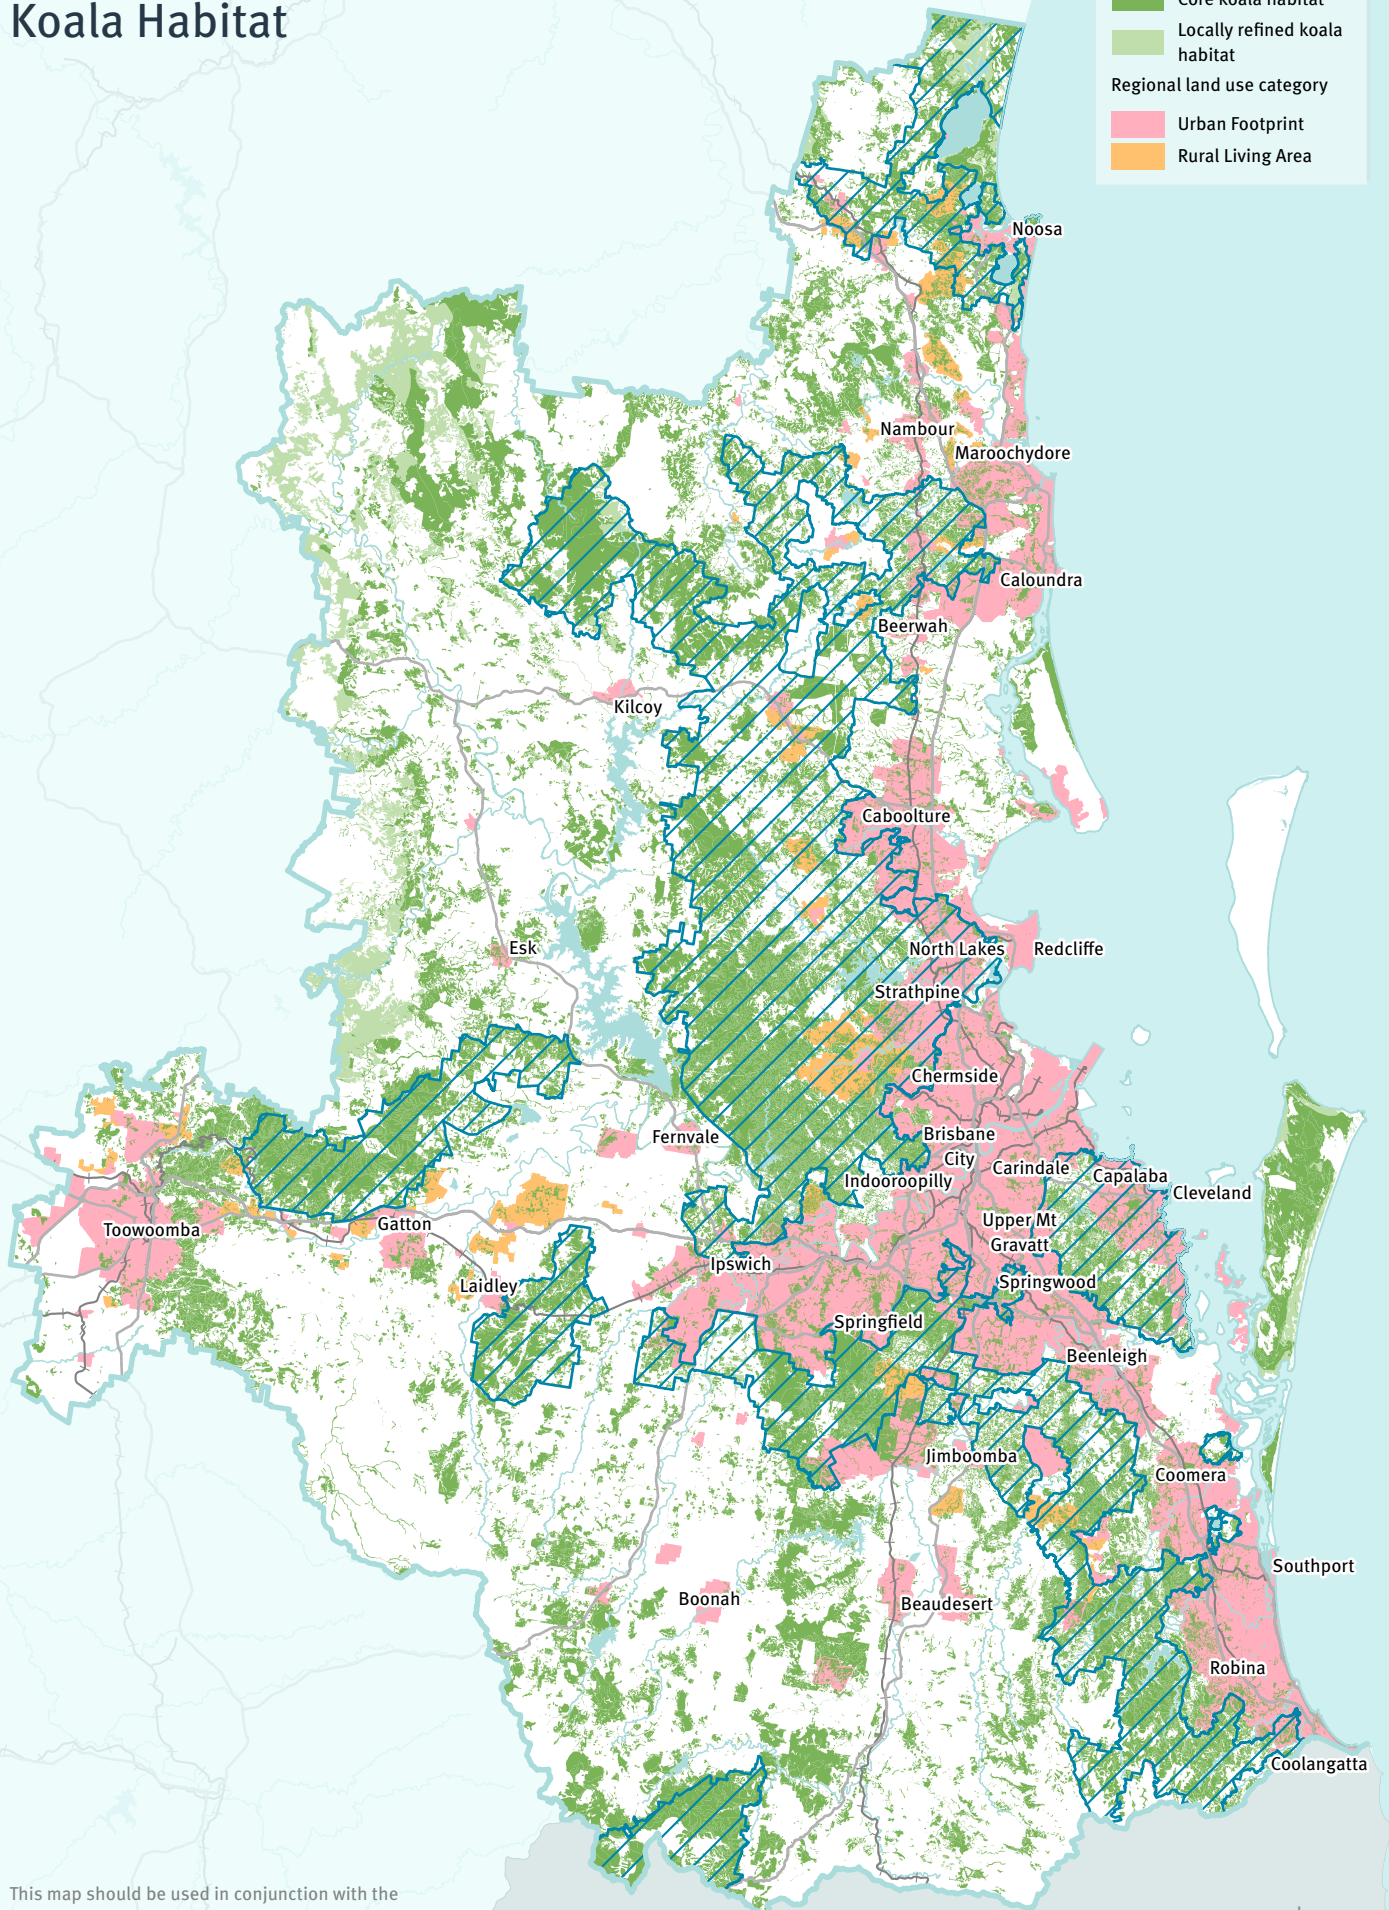 Koala Habitat
Core koala habitat
Locally refined koala
habitat
Regional land use category
Urban Footprint
Rural Living Area
Noosa
Nambour
Maroochydore
Caloundra
Beerwah
Kilcoy
Caboolture
Esk
North Lakes
Redcliffe
Strathpine
Chermside
Fernvale
Brisbane
City
Carindale
Capalaba
Indooroopilly
Cleveland
Toowoomba
Gatton
Upper Mt
Gravatt
Ipswich
Laidley
Springwood
Springfield
Beenleigh
Jimboomba
Coomera
Southport
Boonah
Beaudesert
Robina
Coolangatta
This map should be used in conjunction with the